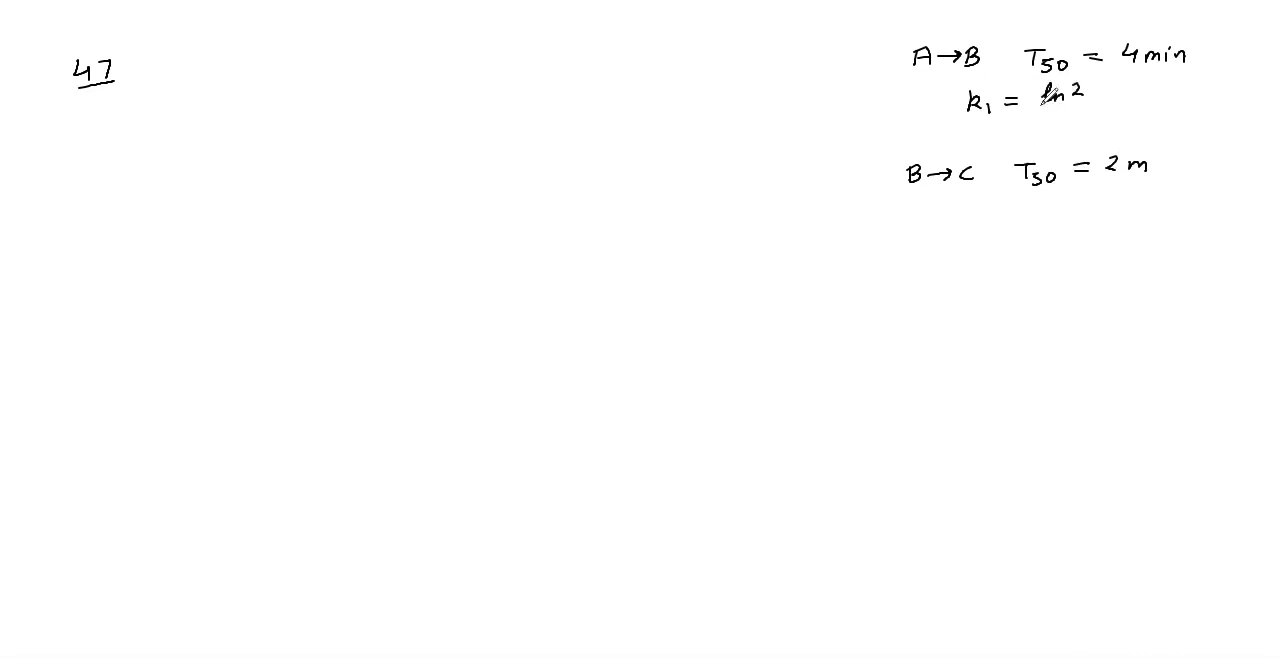 47
A → B T50 = 4 min
k1 = ln 2
B → C T50 = 2 m